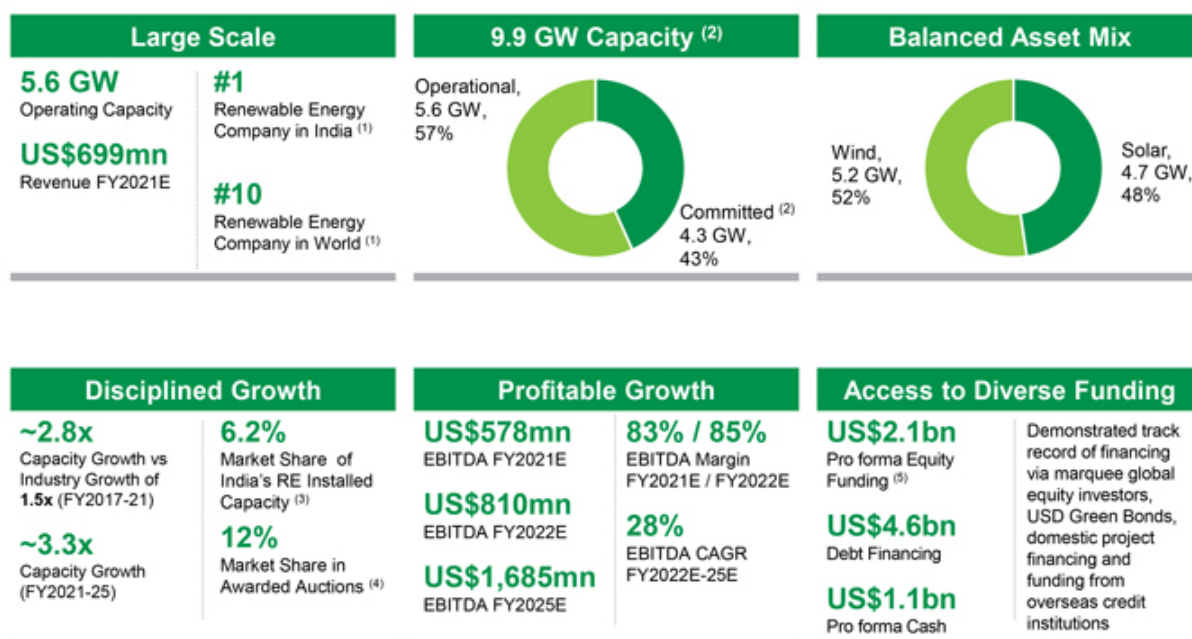 Large Scale
5.6 GW
Operating Capacity
US$699mn
Revenue FY2021E
#1
Renewable Energy
Company in India (1)
#10
Renewable Energy
Company in World (1)
9.9 GW Capacity (2)
Operational,
5.6 GW,
57%
Committed (2)
4.3 GW,
43%
Balanced Asset Mix
Wind,
5.2 GW,
52%
Solar,
4.7 GW,
48%
Disciplined Growth
~2.8x
Capacity Growth vs
Industry Growth of
1.5x (FY2017-21)
~3.3x
Capacity Growth
(FY2021-25)
6.2%
Market Share of
India's RE Installed
Capacity (3)
12%
Market Share in
Awarded Auctions (4)
Profitable Growth
US$578mn
EBITDA FY2021E
US$810mn
EBITDA FY2022E
US$1,685mn
EBITDA FY2025E
83% / 85%
EBITDA Margin
FY2021E / FY2022E
28%
EBITDA CAGR
FY2022E-25E
Access to Diverse Funding
US$2.1bn
Pro forma Equity
Funding (5)
US$4.6bn
Debt Financing
US$1.1bn
Pro forma Cash
Demonstrated track
record of financing
via marquee global
equity investors,
USD Green Bonds,
domestic project
financing and
funding from
overseas credit
institutions